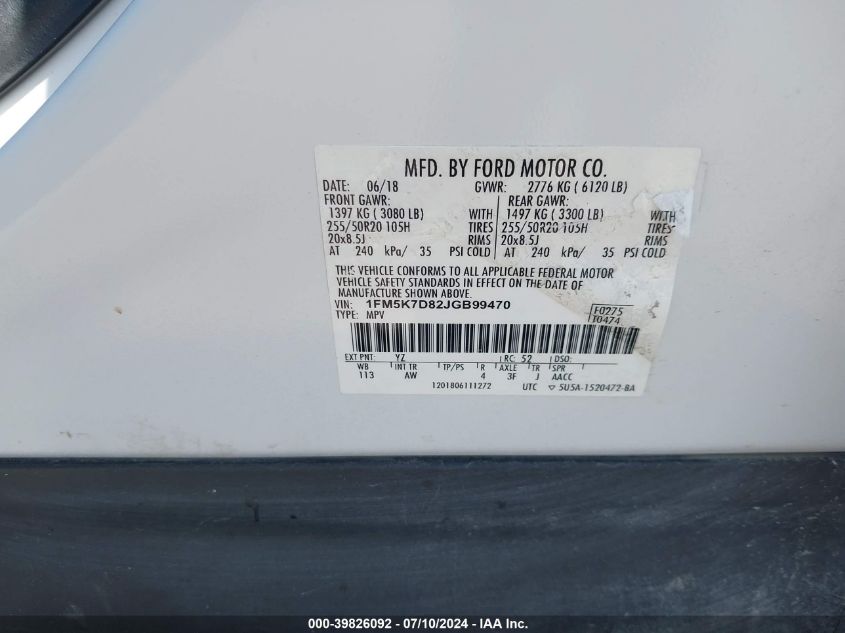 MFD. BY FORD MOTOR CO.
DATE: 06/18 GVWR: 2776 KG ( 6120 LB)
FRONT GAWR: REAR GAWR:
1397 KG ( 3080 LB) WITH 1497 KG ( 3300 LB) WITH
255/50R20 105H TIRES 255/50R20 105H TIRES
20x8.5J RIMS 20x8.5J RIMS
AT 240 kPa/ 35 PSI COLD AT 240 kPa/ 35 PSI COLD
THIS VEHICLE CONFORMS TO ALL APPLICABLE FEDERAL MOTOR
VEHICLE SAFETY STANDARDS IN EFFECT ON THE DATE OF
MANUFACTURE SHOWN ABOVE.
VIN: 1FM5K7D82JGB99470 F0275
TYPE: MPV T0474
EXT PNT: YZ RC: 52 DSO:
WB INT TR TP/PS R AXLE TR SPR
113 AW 4 3F J AACC
1201806111272 UTC ▽ 5U5A-1520472-BA
000-39826092 - 07/10/2024 - IAA Inc.